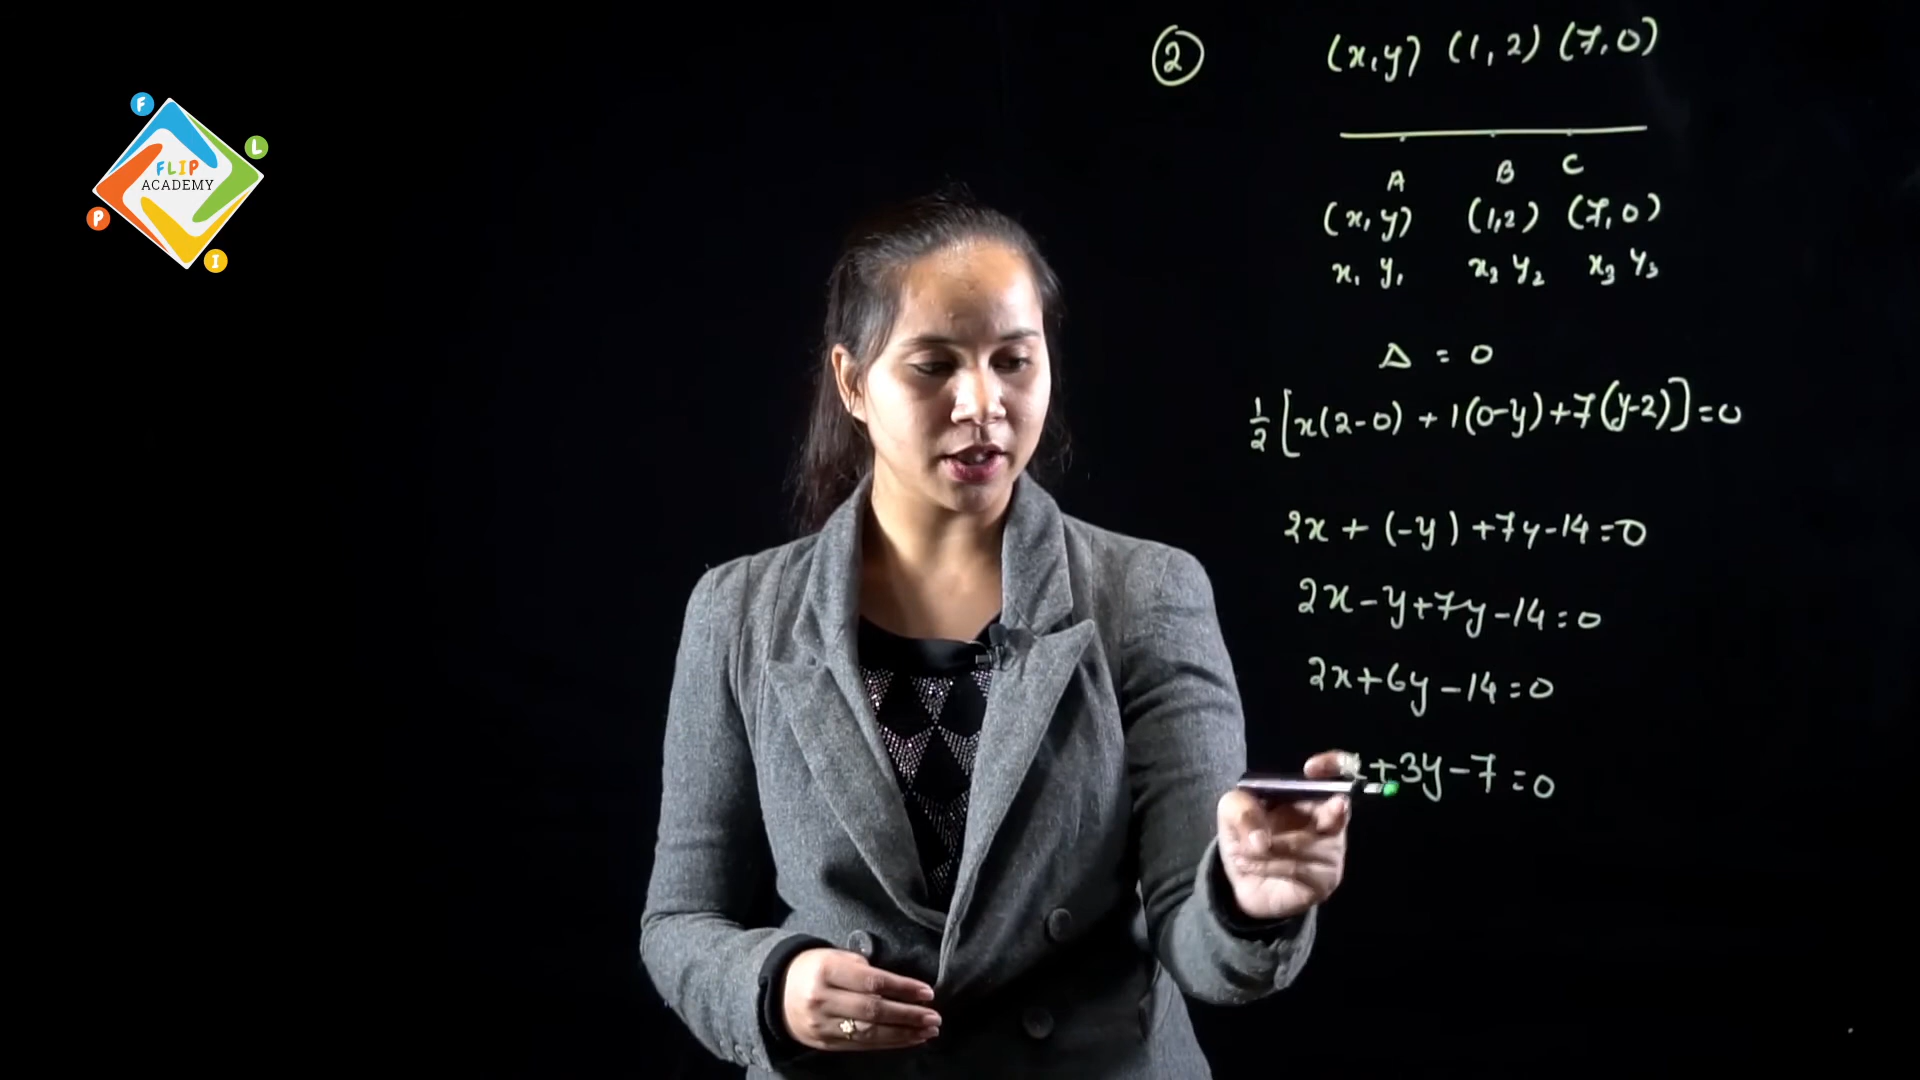 F
L
FLIP
ACADEMY
P
I
② (x,y) (1,2) (7,0)
A B C
(x,y) (1,2) (7,0)
x₁ y₁ x₂ y₂ x₃ y₃
Δ = 0
1/2 [x(2-0) + 1(0-y) + 7(y-2)] = 0
2x + (-y) + 7y - 14 = 0
2x - y + 7y - 14 = 0
2x + 6y - 14 = 0
x + 3y - 7 = 0